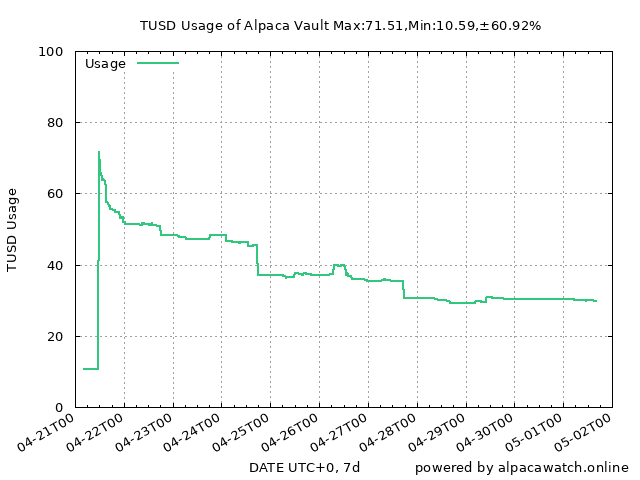 TUSD Usage of Alpaca Vault Max:71.51,Min:10.59,±60.92%
100
80
60
40
20
0
Usage
TUSD Usage
04-21T00
04-22T00
04-23T00
04-24T00
04-25T00
04-26T00
04-27T00
04-28T00
04-29T00
04-30T00
05-01T00
05-02T00
DATE UTC+0, 7d
powered by alpacawatch.online